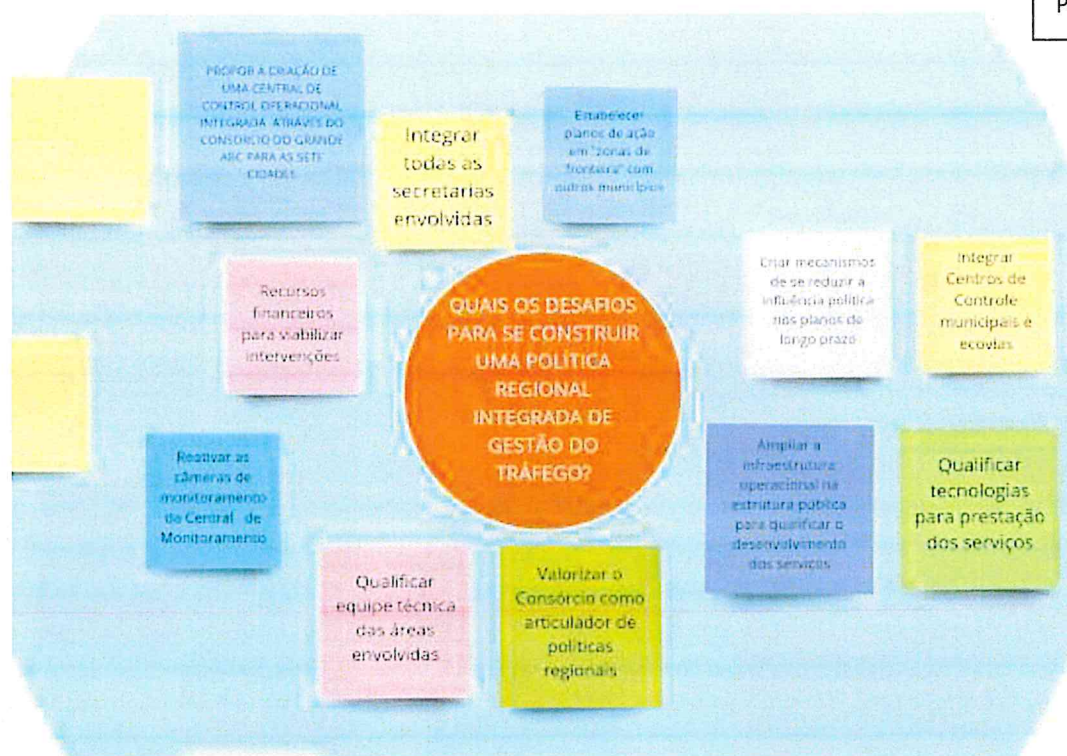 P
PROPOR A CRIAÇÃO DE
UMA CENTRAL DE
CONTROL OPERACIONAL
INTEGRADA ATRAVÉS DO
CONSÓRCIO DO GRANDE
ABC PARA AS SETE
CIDADES
Integrar
todas as
secretarias
envolvidas
Estabelecer
planos de ação
em "zonas de
fronteira" com
outros municípios
Recursos
financeiros
para viabilizar
intervenções
QUAIS OS DESAFIOS
PARA SE CONSTRUIR
UMA POLÍTICA
REGIONAL
INTEGRADA DE
GESTÃO DO
TRÁFEGO?
Criar mecanismos
de se reduzir a
influência política
nos planos de
longo prazo
Integrar
Centros de
Controle
municipais e
ecovias
Reativar as
câmeras de
monitoramento
da Central de
Monitoramento
Ampliar a
infraestrutura
operacional na
estrutura pública
para qualificar o
desenvolvimento
dos serviços
Qualificar
tecnologias
para prestação
dos serviços
Qualificar
equipe técnica
das áreas
envolvidas
Valorizar o
Consórcio como
articulador de
políticas
regionais